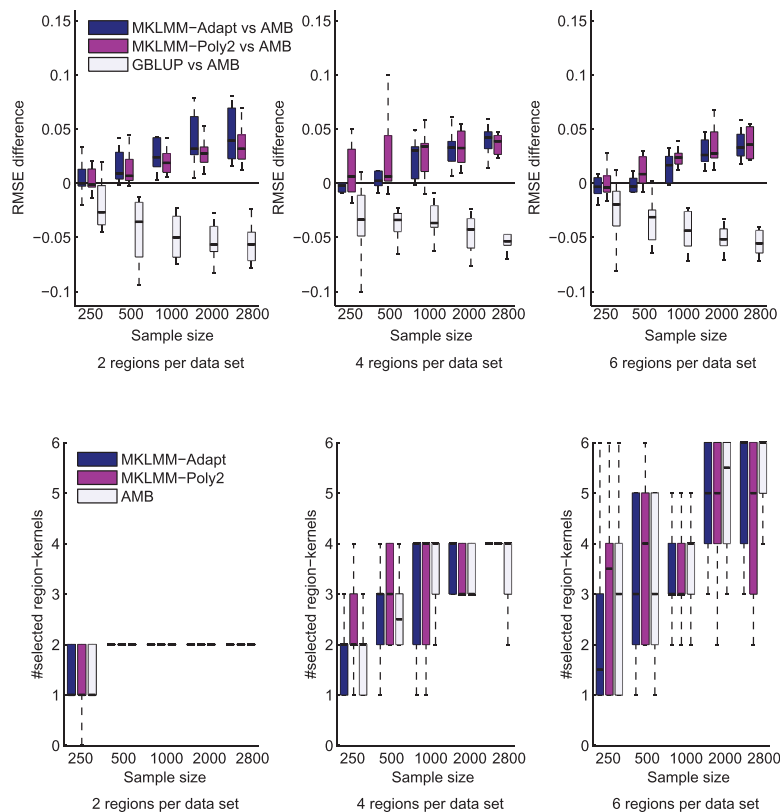 0.15
0.1
0.05
0
−0.05
−0.1
RMSE difference
MKLMM−Adapt vs AMB
MKLMM−Poly2 vs AMB
GBLUP vs AMB
250 500 1000 2000 2800
Sample size
2 regions per data set
0.15
0.1
0.05
0
−0.05
−0.1
RMSE difference
250 500 1000 2000 2800
Sample size
4 regions per data set
0.15
0.1
0.05
0
−0.05
−0.1
RMSE difference
250 500 1000 2000 2800
Sample size
6 regions per data set
6
5
4
3
2
1
0
#selected region−kernels
MKLMM−Adapt
MKLMM−Poly2
AMB
250 500 1000 2000 2800
Sample size
2 regions per data set
6
5
4
3
2
1
0
#selected region−kernels
250 500 1000 2000 2800
Sample size
4 regions per data set
6
5
4
3
2
1
0
#selected region−kernels
250 500 1000 2000 2800
Sample size
6 regions per data set